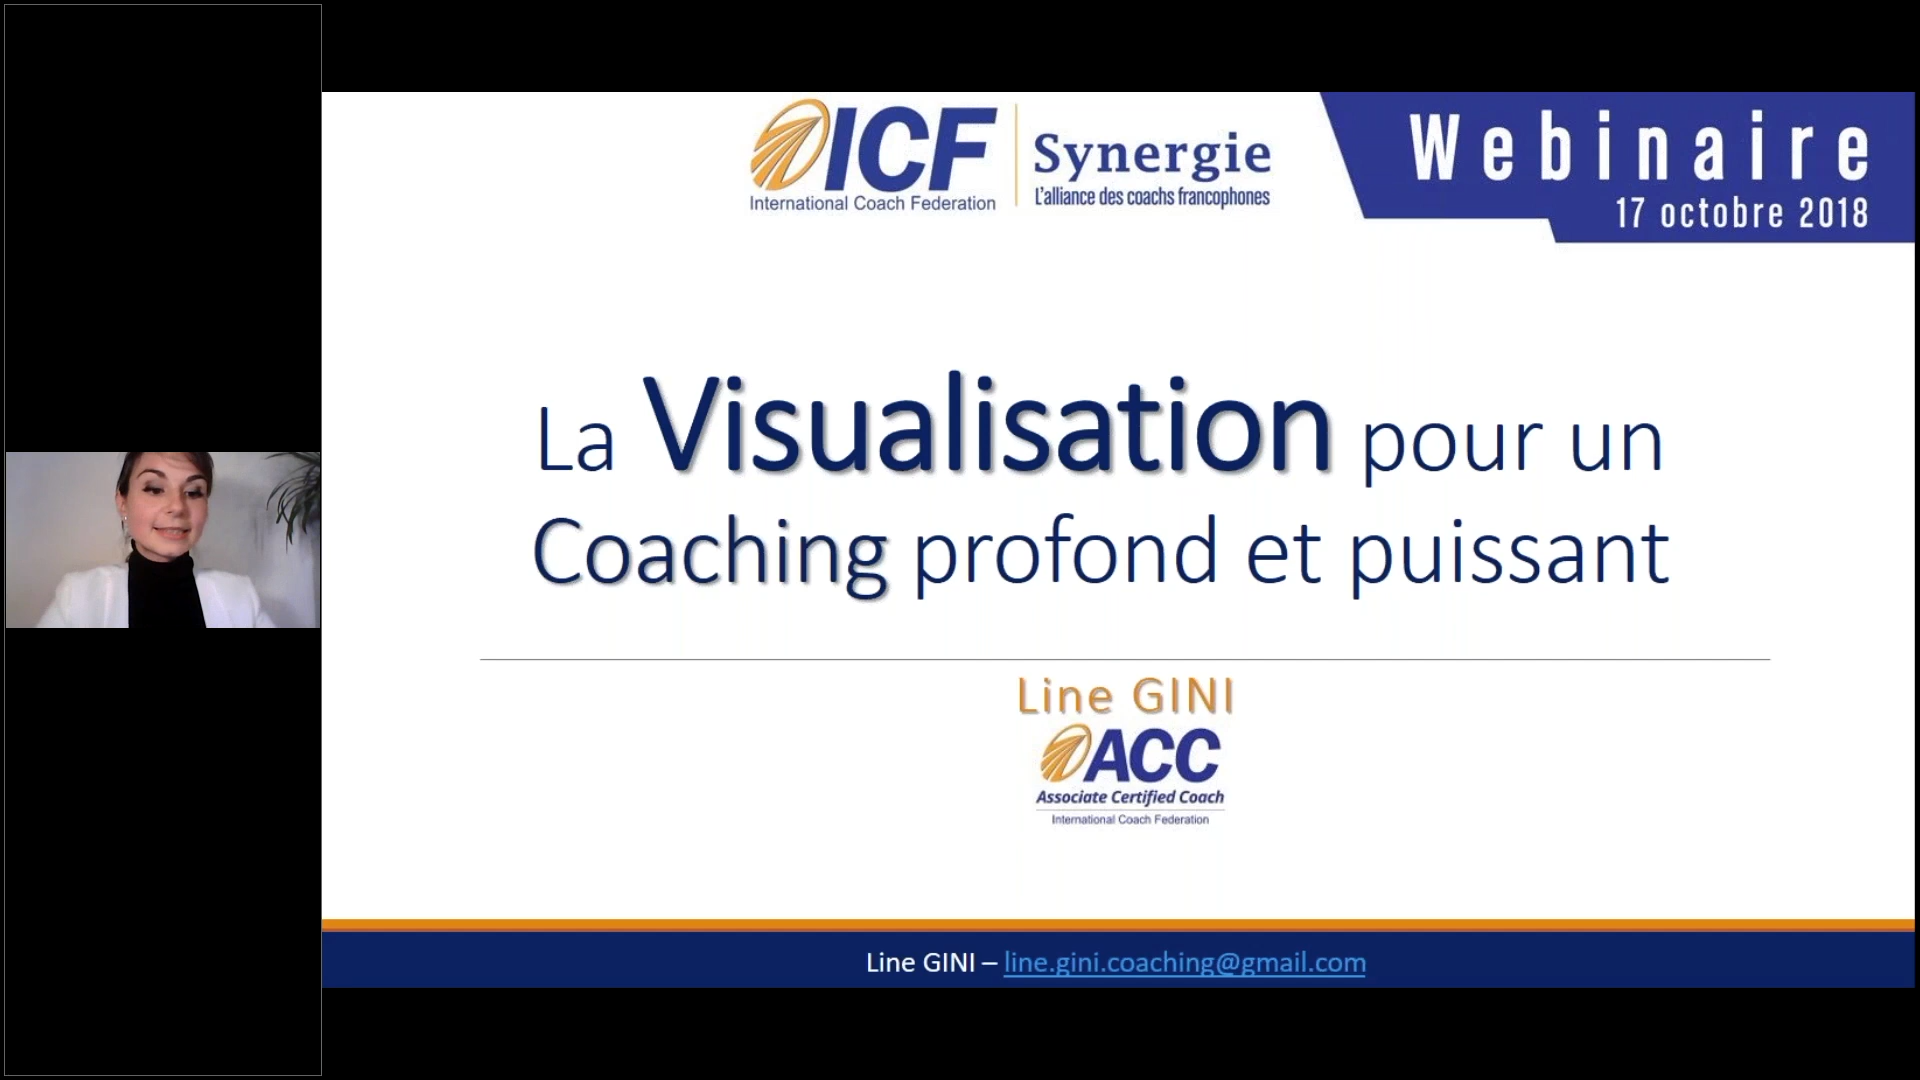 ICF
International Coach Federation
Synergie
L'alliance des coachs francophones
Webinaire
17 octobre 2018
La Visualisation pour un
Coaching profond et puissant
Line GINI
ACC
Associate Certified Coach
International Coach Federation
Line GINI – line.gini.coaching@gmail.com